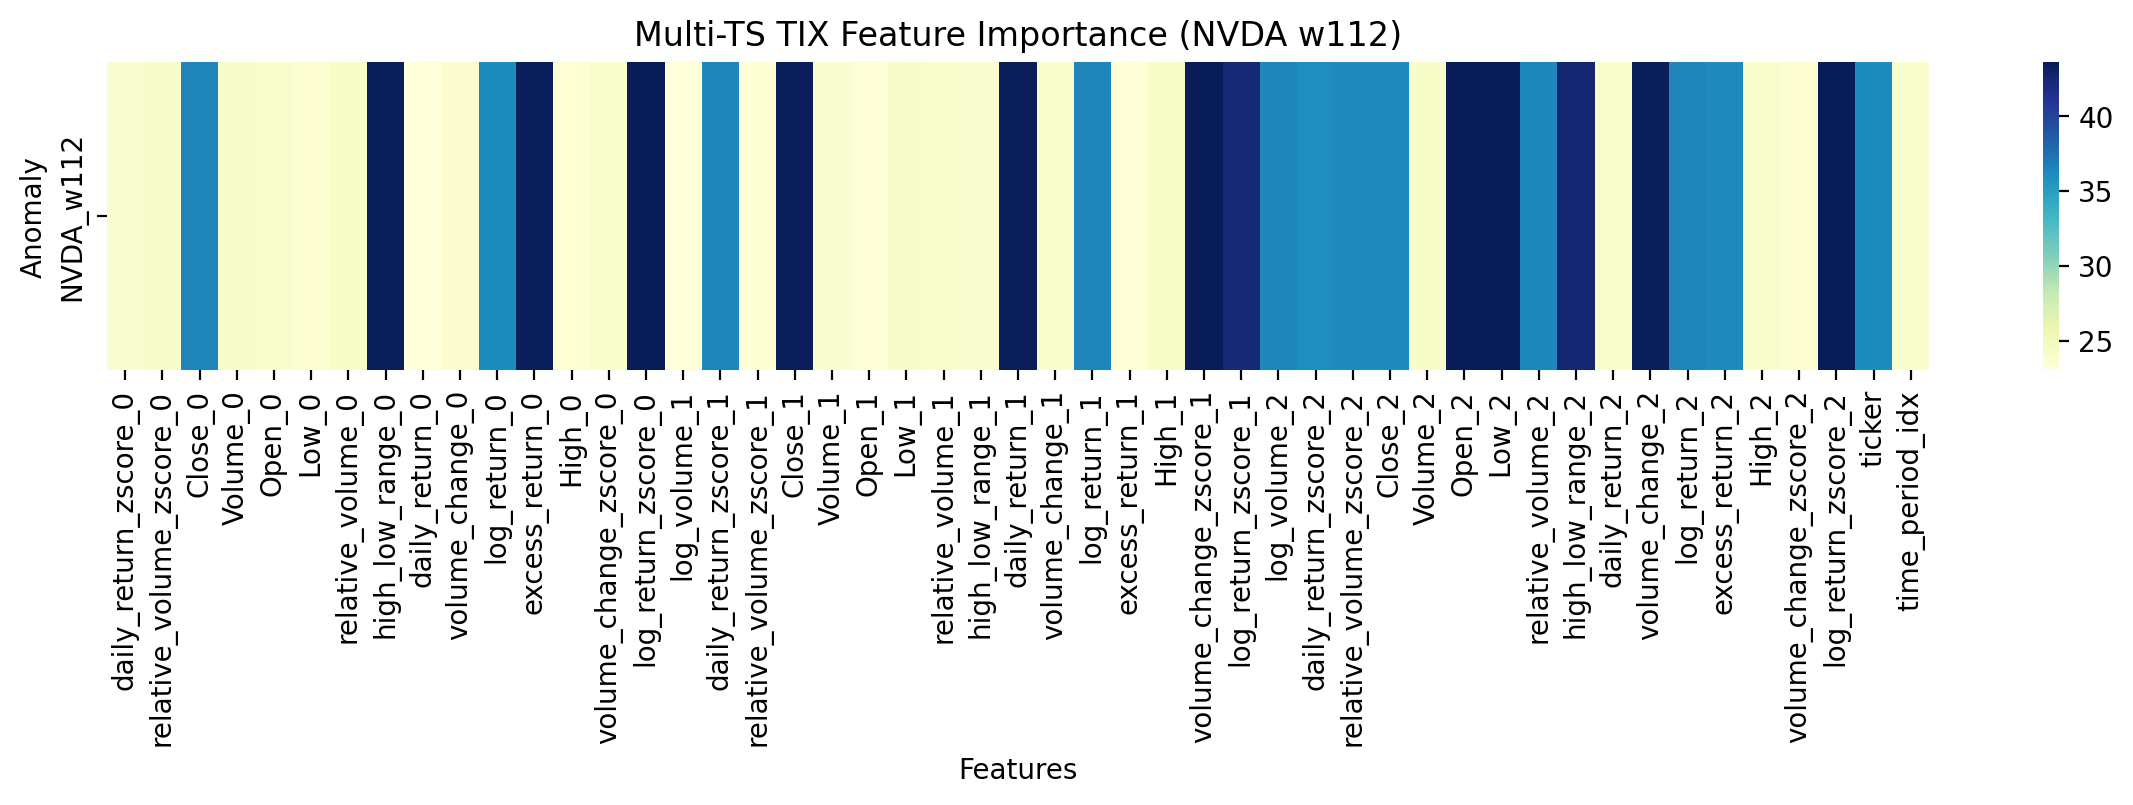 Multi-TS TIX Feature Importance (NVDA w112)
Anomaly
NVDA_w112
40
35
30
25
daily_return_zscore_0
relative_volume_zscore_0
Close_0
Volume_0
Open_0
Low_0
relative_volume_0
high_low_range_0
daily_return_0
volume_change_0
log_return_0
excess_return_0
High_0
volume_change_zscore_0
log_return_zscore_0
log_volume_1
daily_return_zscore_1
relative_volume_zscore_1
Close_1
Volume_1
Open_1
Low_1
relative_volume_1
high_low_range_1
daily_return_1
volume_change_1
log_return_1
excess_return_1
High_1
volume_change_zscore_1
log_return_zscore_1
log_volume_2
daily_return_zscore_2
relative_volume_zscore_2
Close_2
Volume_2
Open_2
Low_2
relative_volume_2
high_low_range_2
daily_return_2
volume_change_2
log_return_2
excess_return_2
High_2
volume_change_zscore_2
log_return_zscore_2
ticker
time_period_idx
Features